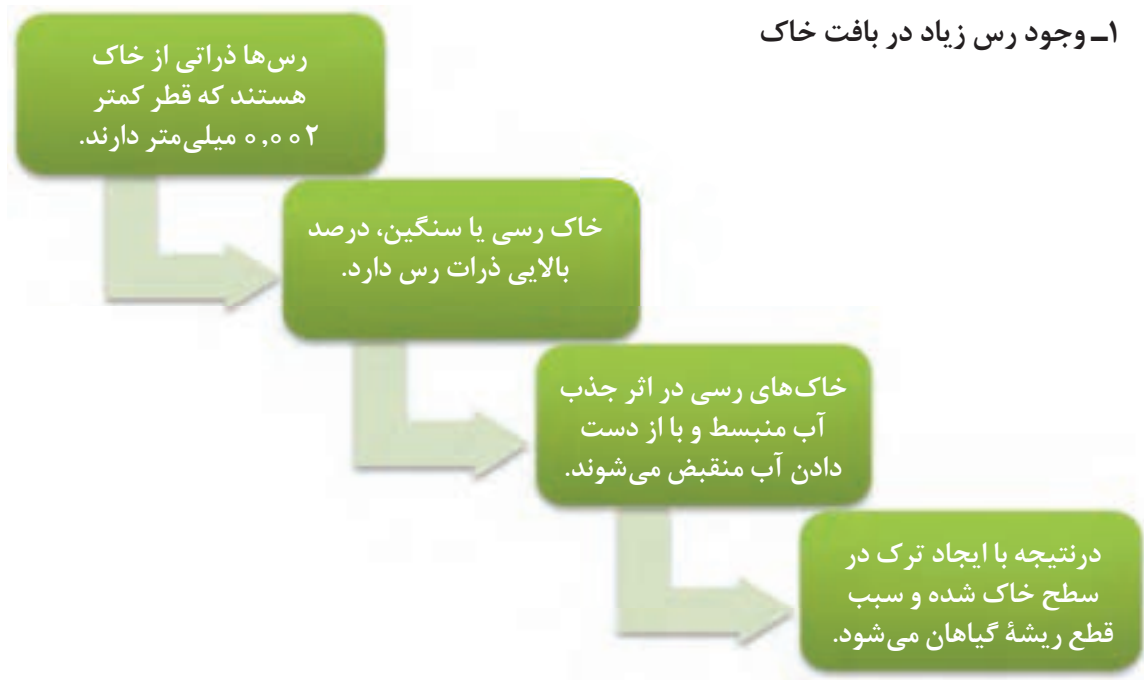 ۱ـ وجود رس زیاد در بافت خاک
رس‌ها ذراتی از خاک
هستند که قطر کمتر
۰٫۰۰۲ میلی‌متر دارند.
خاک رسی یا سنگین، درصد
بالایی ذرات رس دارد.
خاک‌های رسی در اثر جذب
آب منبسط و با از دست
دادن آب منقبض می‌شوند.
درنتیجه با ایجاد ترک در
سطح خاک شده و سبب
قطع ریشهٔ گیاهان می‌شود.